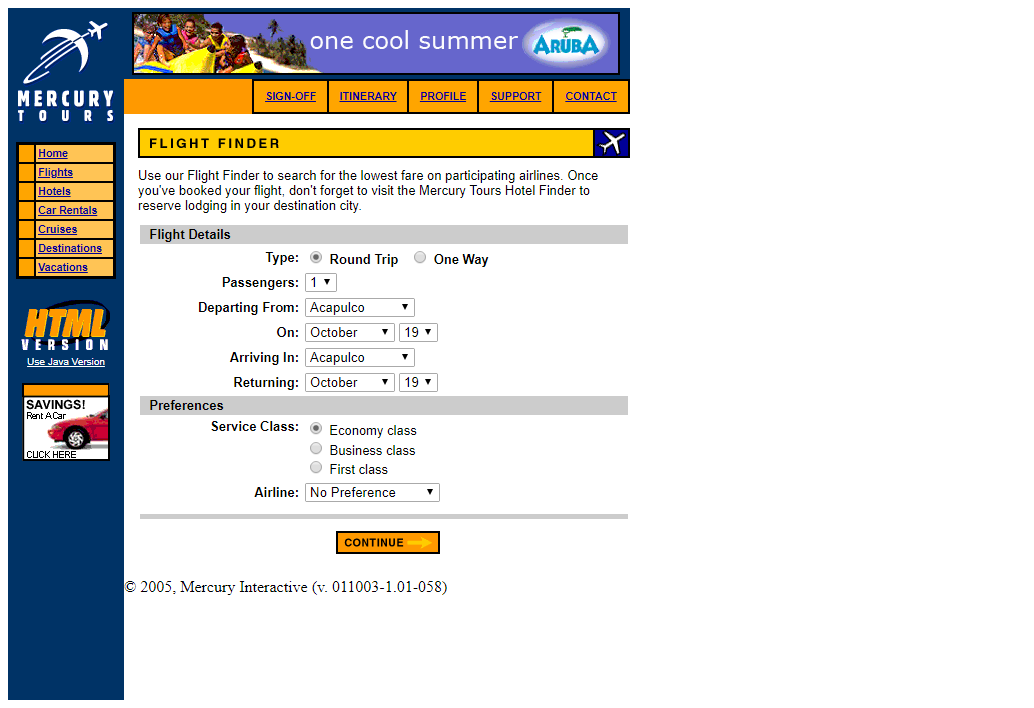 one cool summer ARUBA
MERCURY
TOURS
SIGN-OFF ITINERARY PROFILE SUPPORT CONTACT
Home
Flights
Hotels
Car Rentals
Cruises
Destinations
Vacations
HTML
VERSION
Use Java Version
SAVINGS!
Rent A Car
CLICK HERE
FLIGHT FINDER
Use our Flight Finder to search for the lowest fare on participating airlines. Once
you've booked your flight, don't forget to visit the Mercury Tours Hotel Finder to
reserve lodging in your destination city.
Flight Details
Type: Round Trip One Way
Passengers: 1
Departing From: Acapulco
On: October 19
Arriving In: Acapulco
Returning: October 19
Preferences
Service Class: Economy class
Business class
First class
Airline: No Preference
CONTINUE
© 2005, Mercury Interactive (v. 011003-1.01-058)